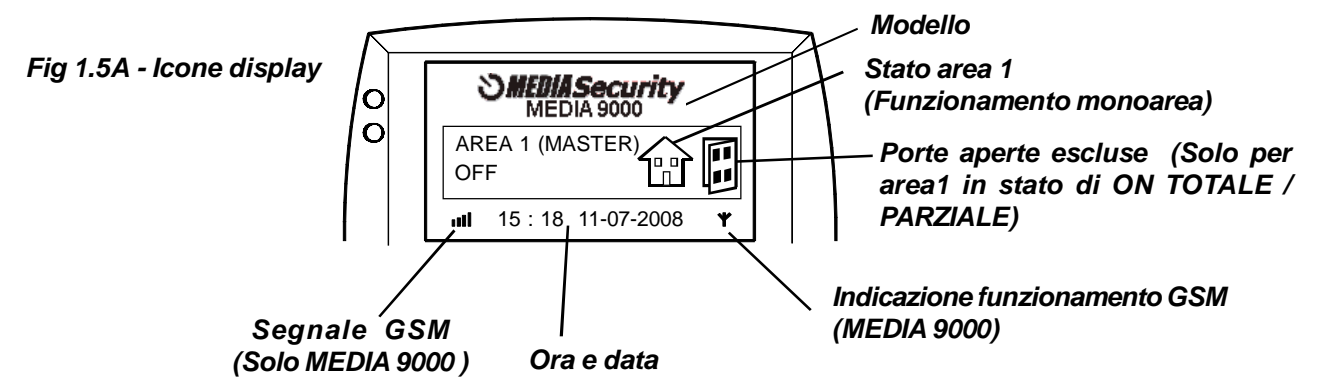 Fig 1.5A - Icone display
MEDIASecurity
MEDIA 9000
AREA 1 (MASTER)
OFF
15 : 18 11-07-2008
Modello
Stato area 1
(Funzionamento monoarea)
Porte aperte escluse (Solo per
area1 in stato di ON TOTALE /
PARZIALE)
Indicazione funzionamento GSM
(MEDIA 9000)
Segnale GSM
(Solo MEDIA 9000 )
Ora e data